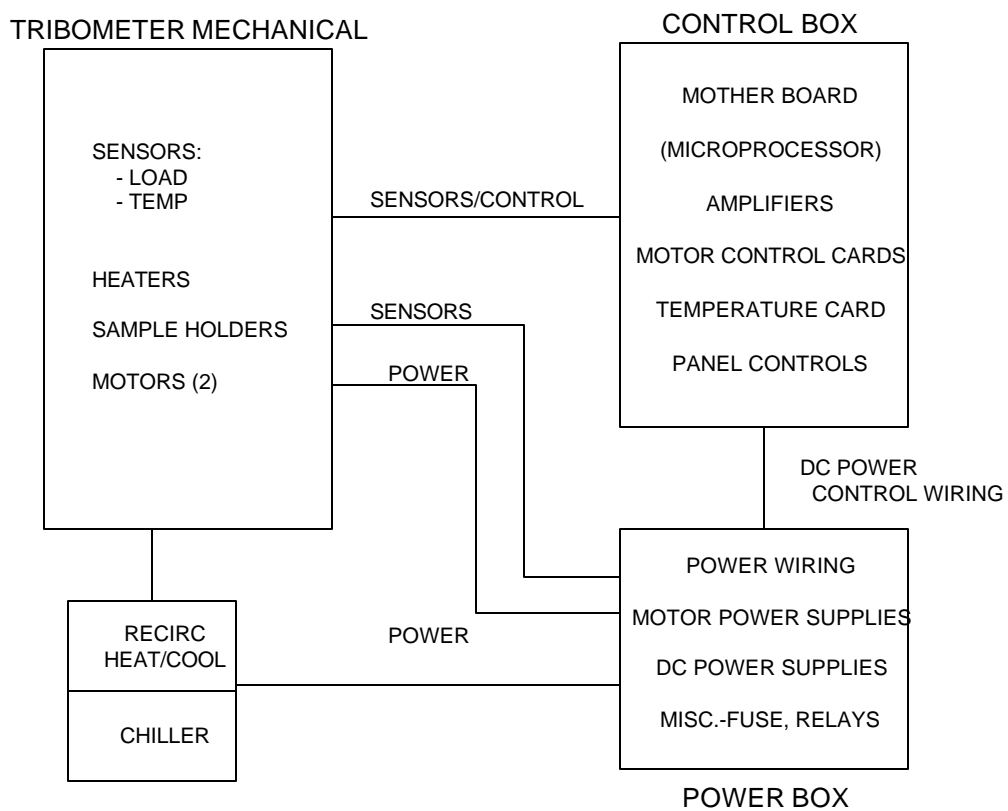 TRIBOMETER MECHANICAL
SENSORS:
- LOAD
- TEMP
HEATERS
SAMPLE HOLDERS
MOTORS (2)
SENSORS/CONTROL
SENSORS
POWER
CONTROL BOX
MOTHER BOARD
(MICROPROCESSOR)
AMPLIFIERS
MOTOR CONTROL CARDS
TEMPERATURE CARD
PANEL CONTROLS
DC POWER
CONTROL WIRING
RECIRC
HEAT/COOL
CHILLER
POWER
POWER WIRING
MOTOR POWER SUPPLIES
DC POWER SUPPLIES
MISC.-FUSE, RELAYS
POWER BOX